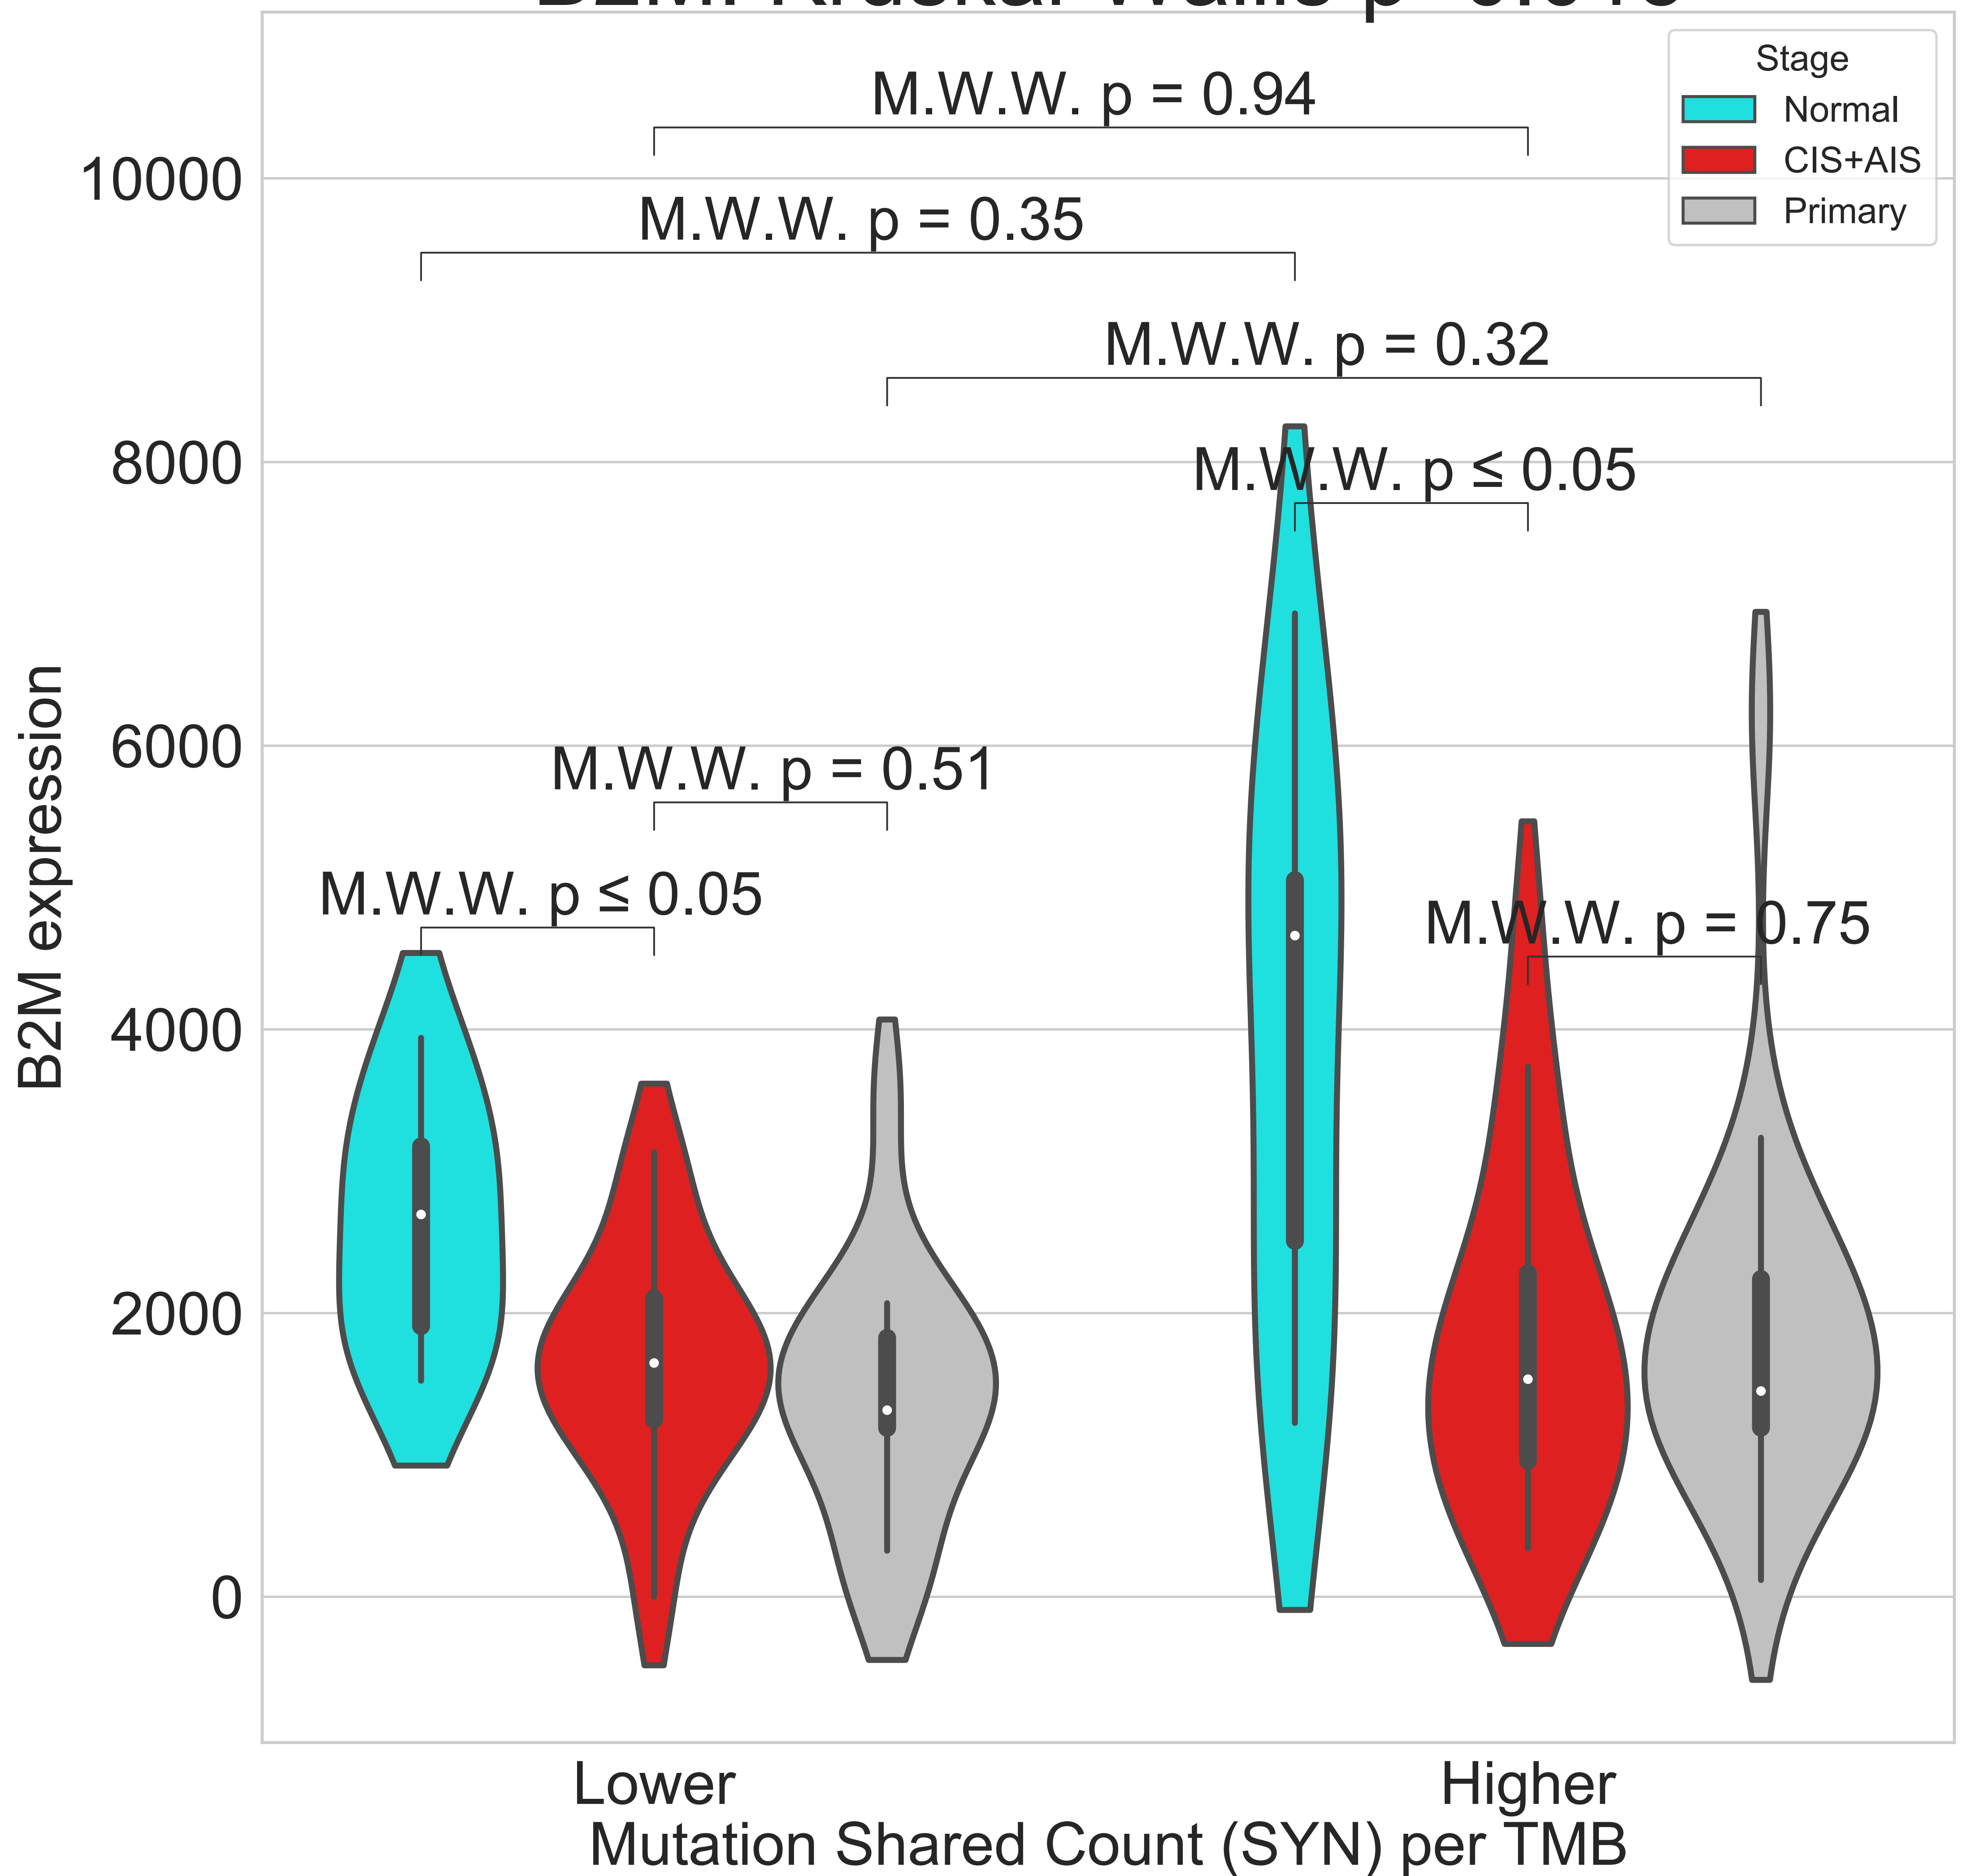 Stage
Normal
CIS+AIS
Primary
M.W.W. p = 0.94
M.W.W. p = 0.35
M.W.W. p = 0.32
M.W.W. p ≤ 0.05
M.W.W. p = 0.51
M.W.W. p ≤ 0.05
M.W.W. p = 0.75
10000
8000
6000
4000
2000
0
B2M expression
Lower
Higher
Mutation Shared Count (SYN) per TMB